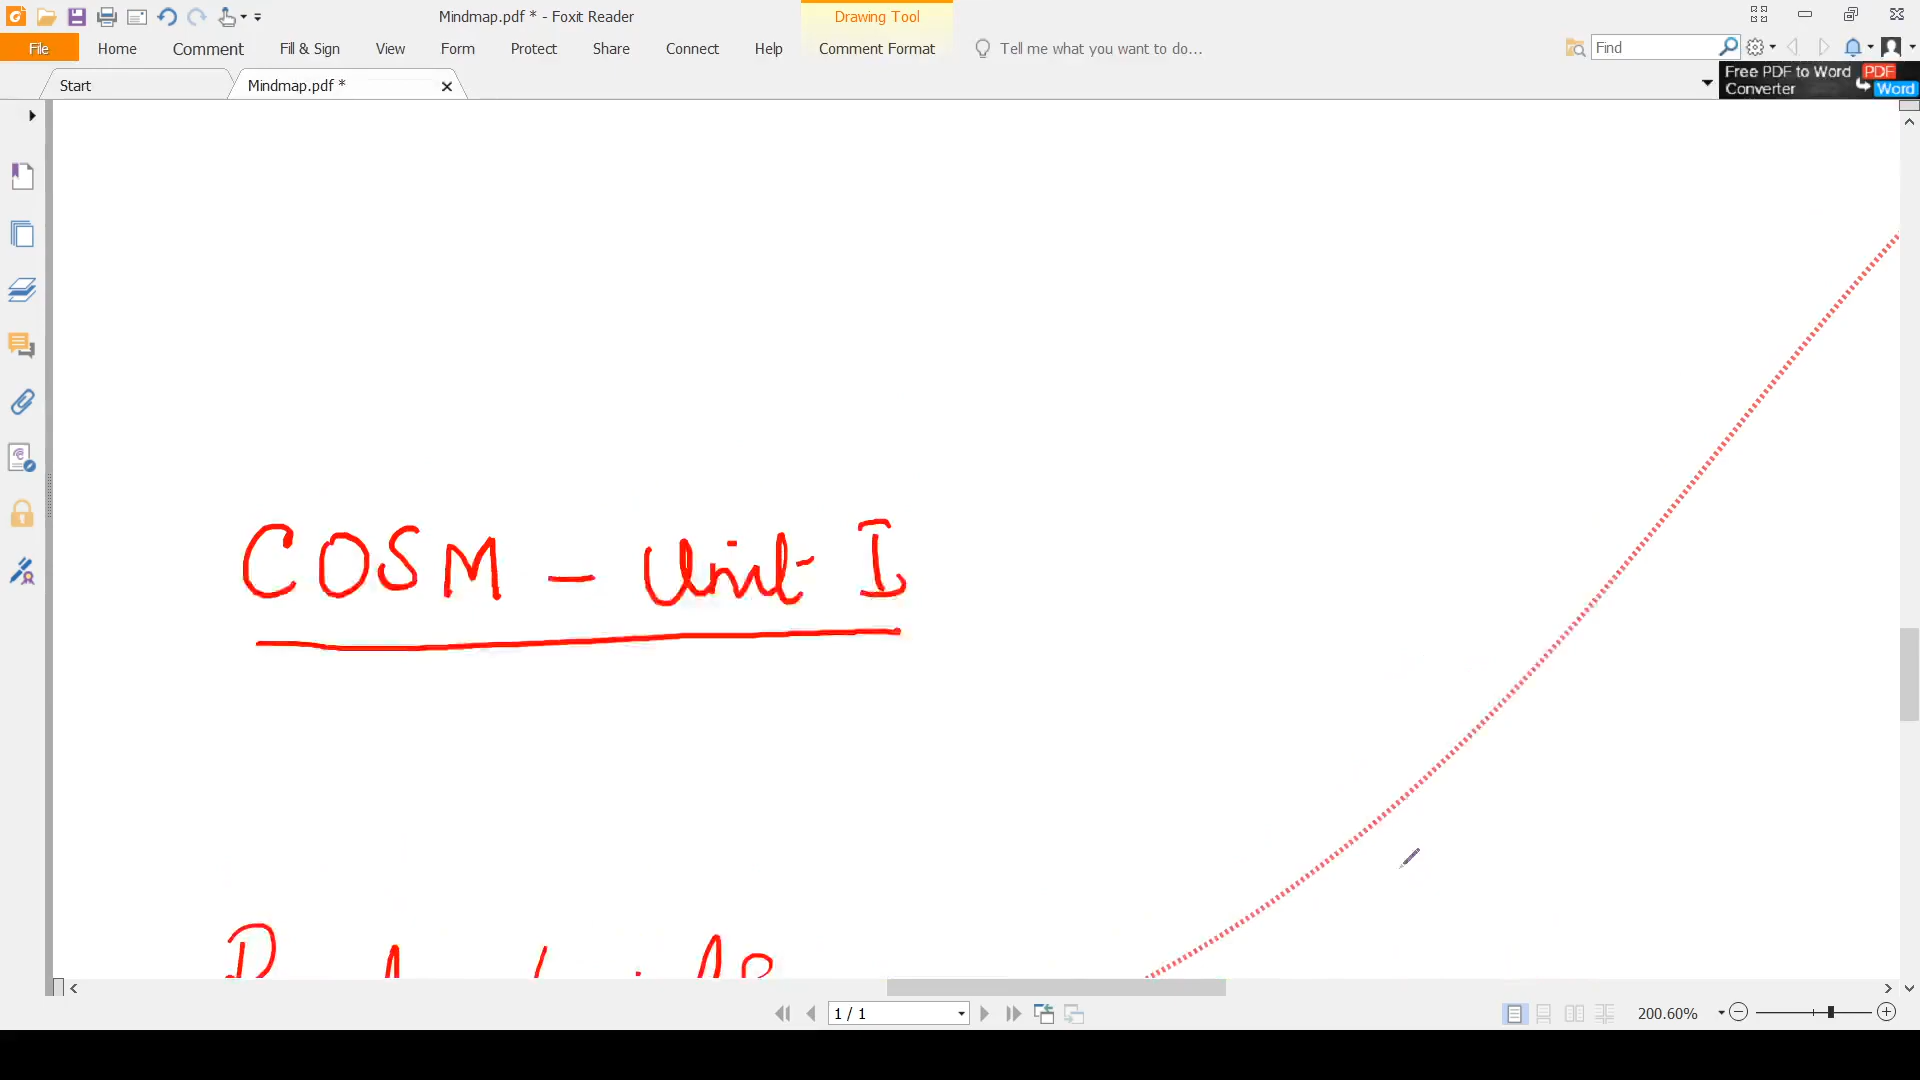 Mindmap.pdf * - Foxit Reader
Drawing Tool
File Home Comment Fill & Sign View Form Protect Share Connect Help Comment Format Tell me what you want to do... Find
Start Mindmap.pdf *
Free PDF to Word Converter PDF Word
COSM - Unit I
1 / 1
200.60%